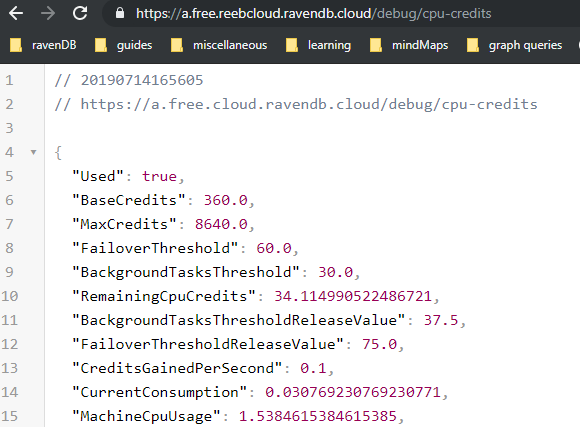 https://a.free.reebcloud.ravendb.cloud/debug/cpu-credits
ravenDB guides miscellaneous learning mindMaps graph queries
1 // 20190714165605
2 // https://a.free.cloud.ravendb.cloud/debug/cpu-credits
3
4 {
5 "Used": true,
6 "BaseCredits": 360.0,
7 "MaxCredits": 8640.0,
8 "FailoverThreshold": 60.0,
9 "BackgroundTasksThreshold": 30.0,
10 "RemainingCpuCredits": 34.114990522486721,
11 "BackgroundTasksThresholdReleaseValue": 37.5,
12 "FailoverThresholdReleaseValue": 75.0,
13 "CreditsGainedPerSecond": 0.1,
14 "CurrentConsumption": 0.030769230769230771,
15 "MachineCpuUsage": 1.5384615384615385,